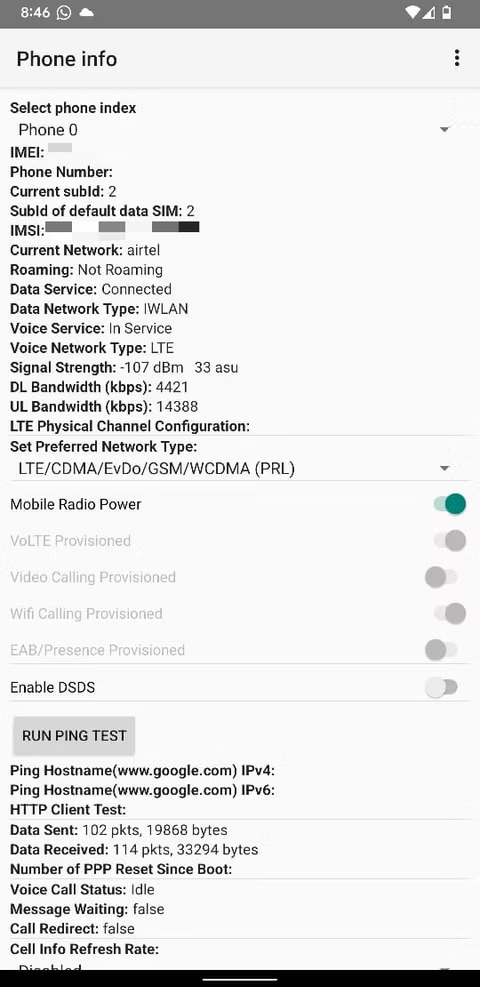 8:46
Phone info
Select phone index
Phone 0
IMEI:
Phone Number:
Current subId: 2
SubId of default data SIM: 2
IMSI:
Current Network: airtel
Roaming: Not Roaming
Data Service: Connected
Data Network Type: IWLAN
Voice Service: In Service
Voice Network Type: LTE
Signal Strength: -107 dBm 33 asu
DL Bandwidth (kbps): 4421
UL Bandwidth (kbps): 14388
LTE Physical Channel Configuration:
Set Preferred Network Type:
LTE/CDMA/EvDo/GSM/WCDMA (PRL)
Mobile Radio Power
VoLTE Provisioned
Video Calling Provisioned
Wifi Calling Provisioned
EAB/Presence Provisioned
Enable DSDS
RUN PING TEST
Ping Hostname(www.google.com) IPv4:
Ping Hostname(www.google.com) IPv6:
HTTP Client Test:
Data Sent: 102 pkts, 19868 bytes
Data Received: 114 pkts, 33294 bytes
Number of PPP Reset Since Boot:
Voice Call Status: Idle
Message Waiting: false
Call Redirect: false
Cell Info Refresh Rate:
Disabled